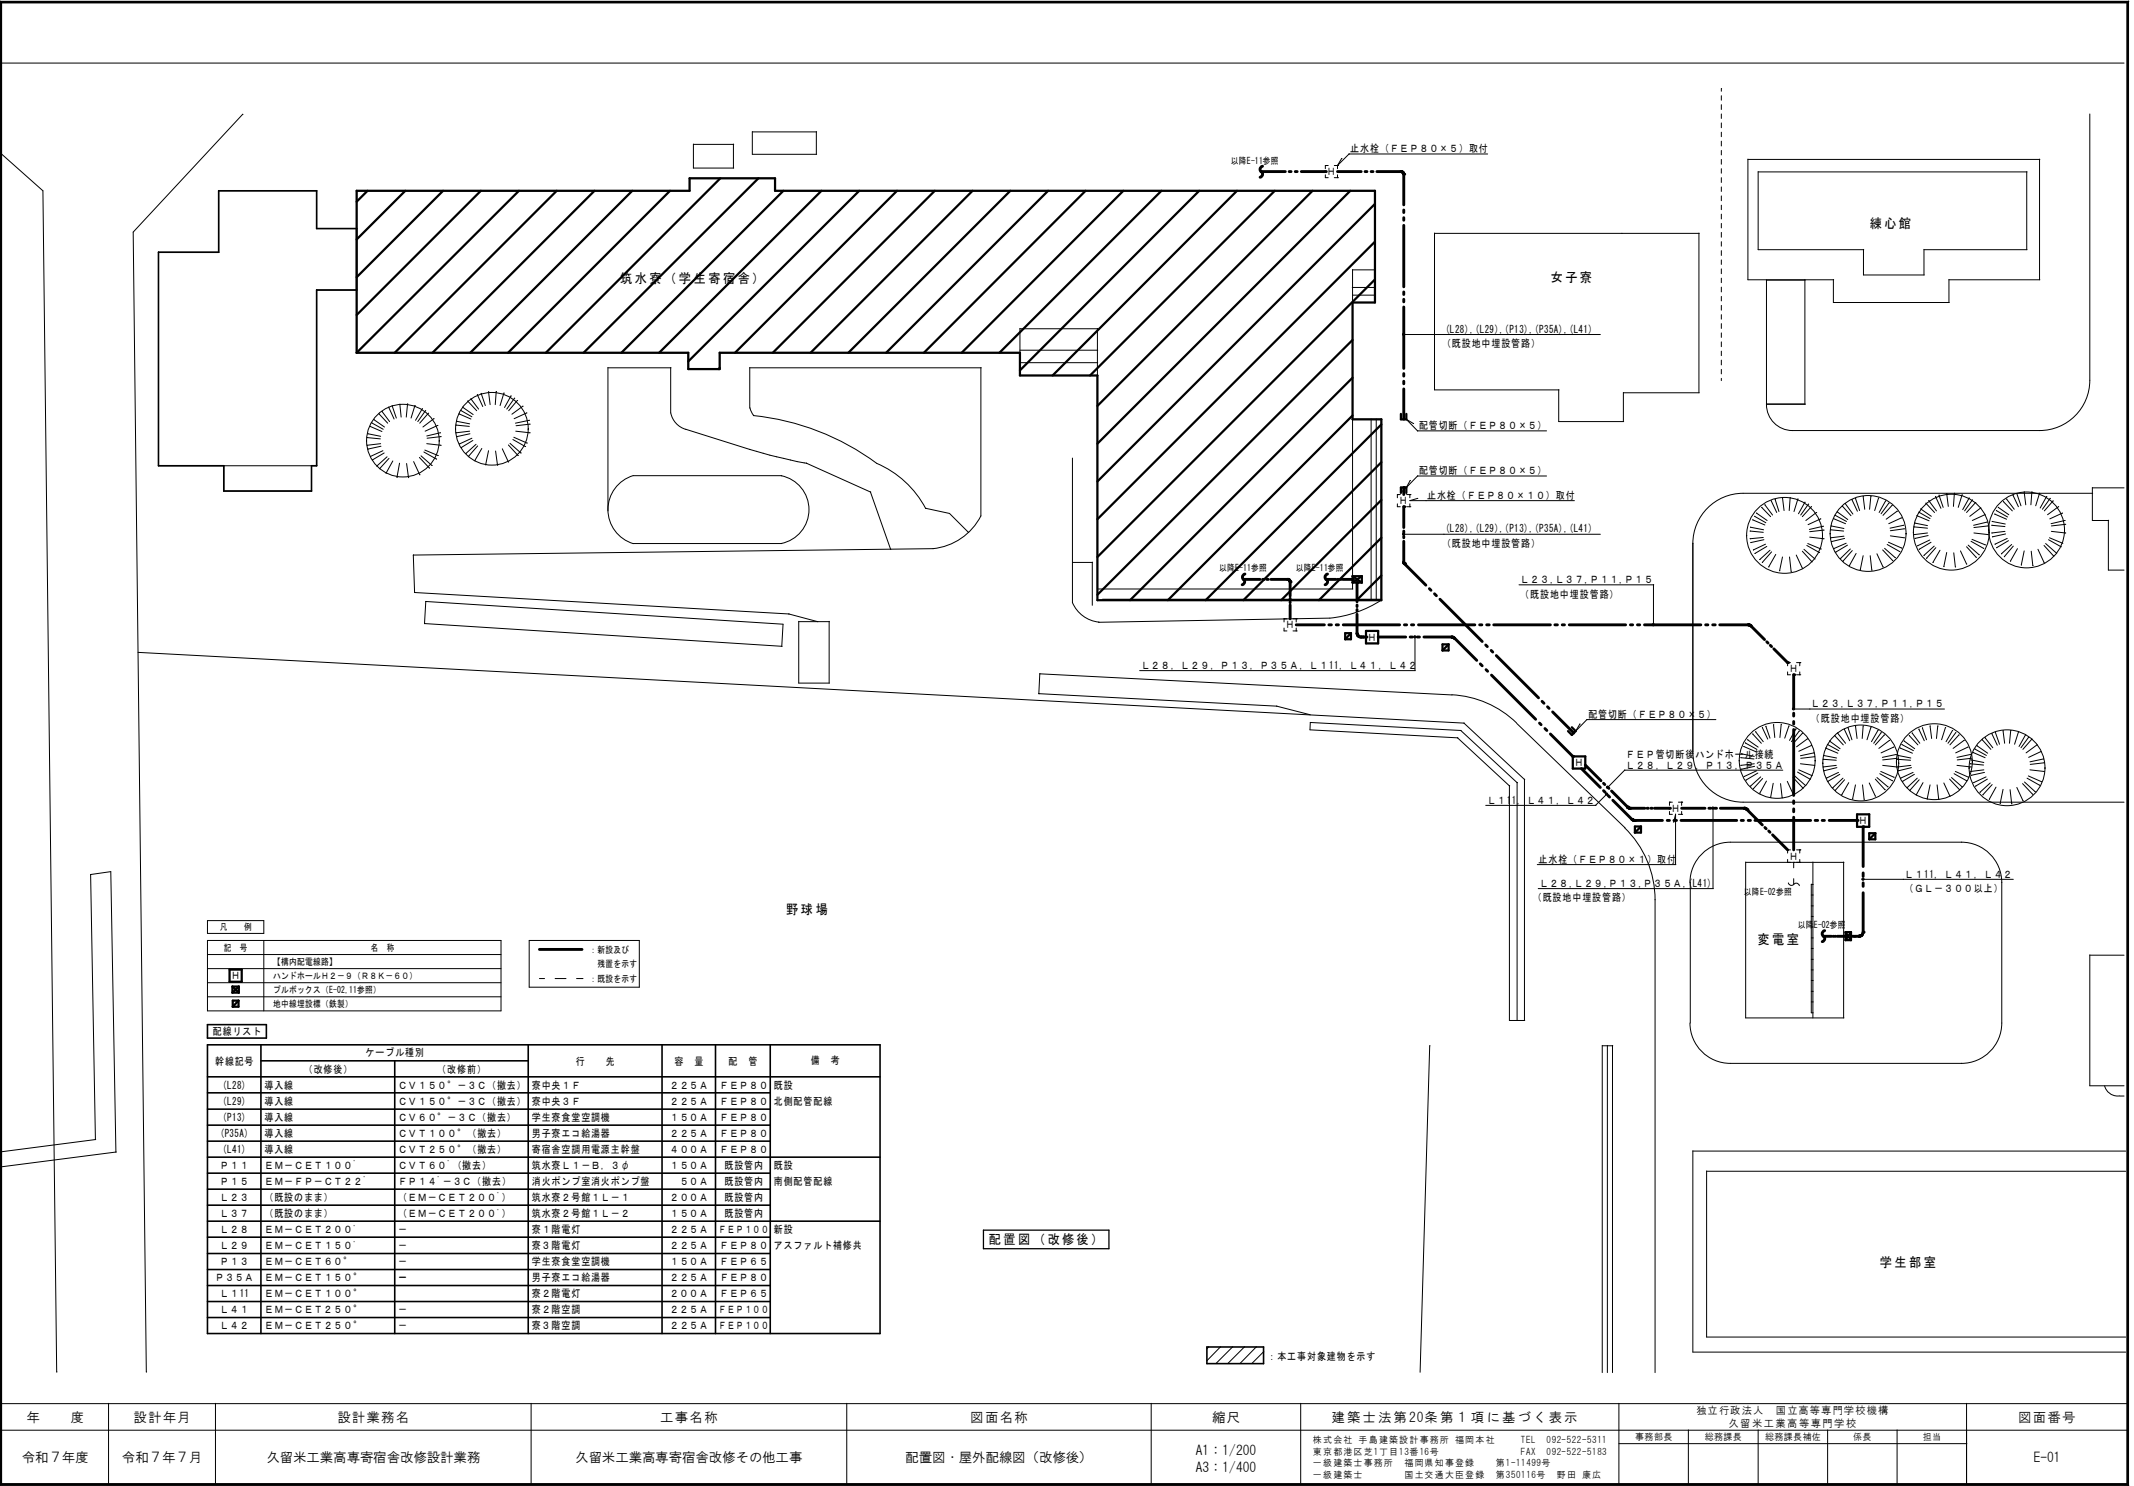 以降E-11参照
止水栓（ＦＥＰ８０×５）取付
練心館
筑水寮（学生寄宿舎）
女子寮
(L28), (L29), (P13), (P35A), (L41)
（既設地中埋設管路）
配管切断（ＦＥＰ８０×５）
配管切断（ＦＥＰ８０×５）
止水栓（ＦＥＰ８０×１０）取付
(L28), (L29), (P13), (P35A), (L41)
（既設地中埋設管路）
以降E-11参照
以降E-11参照
Ｌ２３,Ｌ３７,Ｐ１１,Ｐ１５
（既設地中埋設管路）
H
H
H
H
H
H
H
H
H
Ｌ２８, Ｌ２９, Ｐ１３, Ｐ３５Ａ, Ｌ111, Ｌ４１, Ｌ４２
Ｌ２３,Ｌ３７,Ｐ１１,Ｐ１５
（既設地中埋設管路）
配管切断（ＦＥＰ８０×５）
ＦＥＰ管切断後ハンドホール接続
Ｌ２８, Ｌ２９, Ｐ１３, Ｐ３５Ａ
Ｌ111, Ｌ４１, Ｌ４２
止水栓（ＦＥＰ８０×１）取付
Ｌ２８,Ｌ２９,Ｐ１３,Ｐ３５Ａ,(L41)
（既設地中埋設管路）
以降E-02参照
Ｌ111, Ｌ４１, Ｌ４２
（ＧＬ－３００以上）
以降E-02参照
変電室
野球場
凡　例
記　号　名　称
【構内配電線路】
H　ハンドホールＨ２－９（Ｒ８Ｋ－６０）
プルボックス（E-02,11参照）
地中線埋設標（鉄製）
：新設及び
残置を示す
：既設を示す
配線リスト
幹線記号　ケーブル種別　行　先　容　量　配　管　備　考
（改修後）　（改修前）
(L28)　導入線　ＣＶ１５０゜－３Ｃ（撤去）　寮中央１Ｆ　２２５Ａ　ＦＥＰ８０　既設
(L29)　導入線　ＣＶ１５０゜－３Ｃ（撤去）　寮中央３Ｆ　２２５Ａ　ＦＥＰ８０　北側配管配線
(P13)　導入線　ＣＶ６０゜－３Ｃ（撤去）　学生寮食堂空調機　１５０Ａ　ＦＥＰ８０
(P35A)　導入線　ＣＶＴ１００゜（撤去）　男子寮エコ給湯器　２２５Ａ　ＦＥＰ８０
(L41)　導入線　ＣＶＴ２５０゜（撤去）　寄宿舎空調用電源主幹盤　４００Ａ　ＦＥＰ８０
Ｐ１１　ＥＭ－ＣＥＴ１００゜　ＣＶＴ６０゜（撤去）　筑水寮Ｌ１－Ｂ, ３φ　１５０Ａ　既設管内　既設
Ｐ１５　ＥＭ－ＦＰ－ＣＴ２２゜　ＦＰ１４゜－３Ｃ（撤去）　消火ポンプ室消火ポンプ盤　５０Ａ　既設管内　南側配管配線
Ｌ２３　（既設のまま）　（ＥＭ－ＣＥＴ２００゜）　筑水寮２号館１Ｌ－１　２００Ａ　既設管内
Ｌ３７　（既設のまま）　（ＥＭ－ＣＥＴ２００゜）　筑水寮２号館１Ｌ－２　１５０Ａ　既設管内
Ｌ２８　ＥＭ－ＣＥＴ２００゜　－　寮１階電灯　２２５Ａ　ＦＥＰ１００　新設
Ｌ２９　ＥＭ－ＣＥＴ１５０゜　－　寮３階電灯　２２５Ａ　ＦＥＰ８０　アスファルト補修共
Ｐ１３　ＥＭ－ＣＥＴ６０゜　－　学生寮食堂空調機　１５０Ａ　ＦＥＰ６５
Ｐ３５Ａ　ＥＭ－ＣＥＴ１５０゜　－　男子寮エコ給湯器　２２５Ａ　ＦＥＰ８０
Ｌ111　ＥＭ－ＣＥＴ１００゜　寮２階電灯　２００Ａ　ＦＥＰ６５
Ｌ４１　ＥＭ－ＣＥＴ２５０゜　－　寮２階空調　２２５Ａ　ＦＥＰ１００
Ｌ４２　ＥＭ－ＣＥＴ２５０゜　－　寮３階空調　２２５Ａ　ＦＥＰ１００
配置図（改修後）
学生部室
：本工事対象建物を示す
年　度　設計年月　設計業務名　工事名称　図面名称　縮尺　建築士法第20条第１項に基づく表示　図面番号
令和７年度　令和７年７月　久留米工業高専寄宿舎改修設計業務　久留米工業高専寄宿舎改修その他工事　配置図・屋外配線図（改修後）
A1：1/200
A3：1/400
株式会社 手島建築設計事務所 福岡本社　TEL 092-522-5311
東京都港区芝1丁目13番16号　FAX 092-522-5183
一級建築士事務所　福岡県知事登録　第1-11499号
一級建築士　国土交通大臣登録　第350116号　野田 康広
独立行政法人　国立高等専門学校機構
久留米工業高等専門学校
事務部長　総務課長　総務課長補佐　係長　担当
E-01